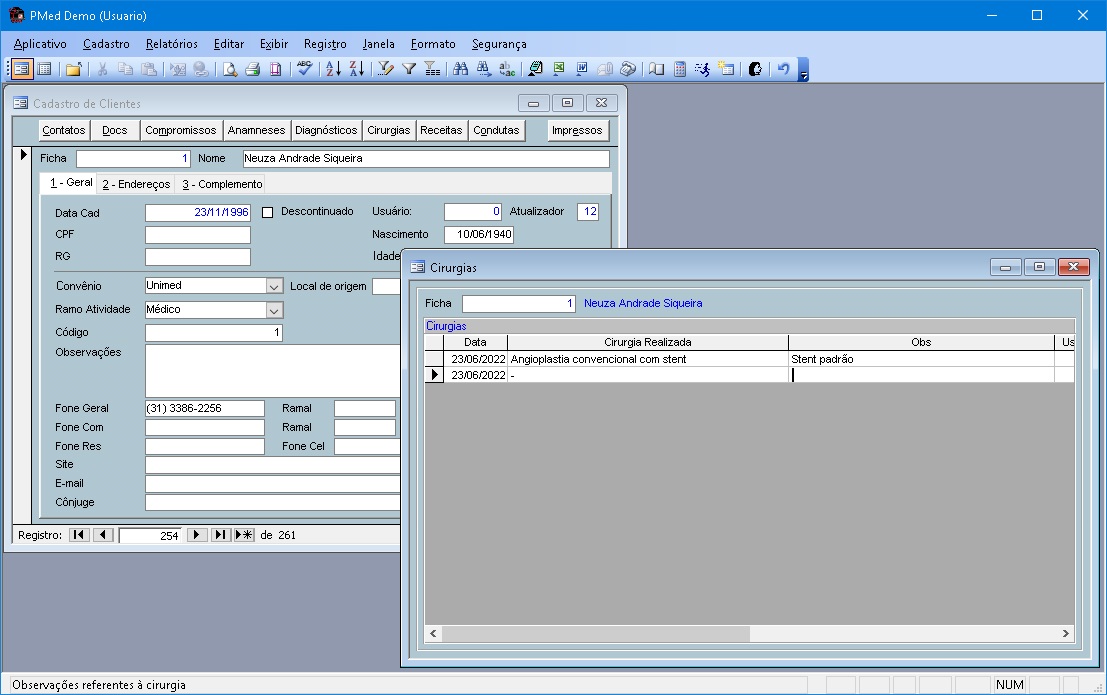 PMed Demo (Usuario)
Aplicativo Cadastro Relatórios Editar Exibir Registro Janela Formato Segurança
Cadastro de Clientes
Contatos Docs Compromissos Anamneses Diagnósticos Cirurgias Receitas Condutas Impressos
Ficha 1 Nome Neuza Andrade Siqueira
1 - Geral 2 - Endereços 3 - Complemento
Data Cad 23/11/1996 Descontinuado Usuário: 0 Atualizador 12
CPF Nascimento 10/06/1940
RG Idade
Convênio Unimed Local de origem
Ramo Atividade Médico
Código 1
Observações
Fone Geral (31) 3386-2256 Ramal
Fone Com Ramal
Fone Res Fone Cel
Site
E-mail
Cônjuge
Registro: 254 de 261
Cirurgias
Ficha 1 Neuza Andrade Siqueira
Cirurgias
Data Cirurgia Realizada Obs Us
23/06/2022 Angioplastia convencional com stent Stent padrão
23/06/2022 -
Observações referentes à cirurgia NUM